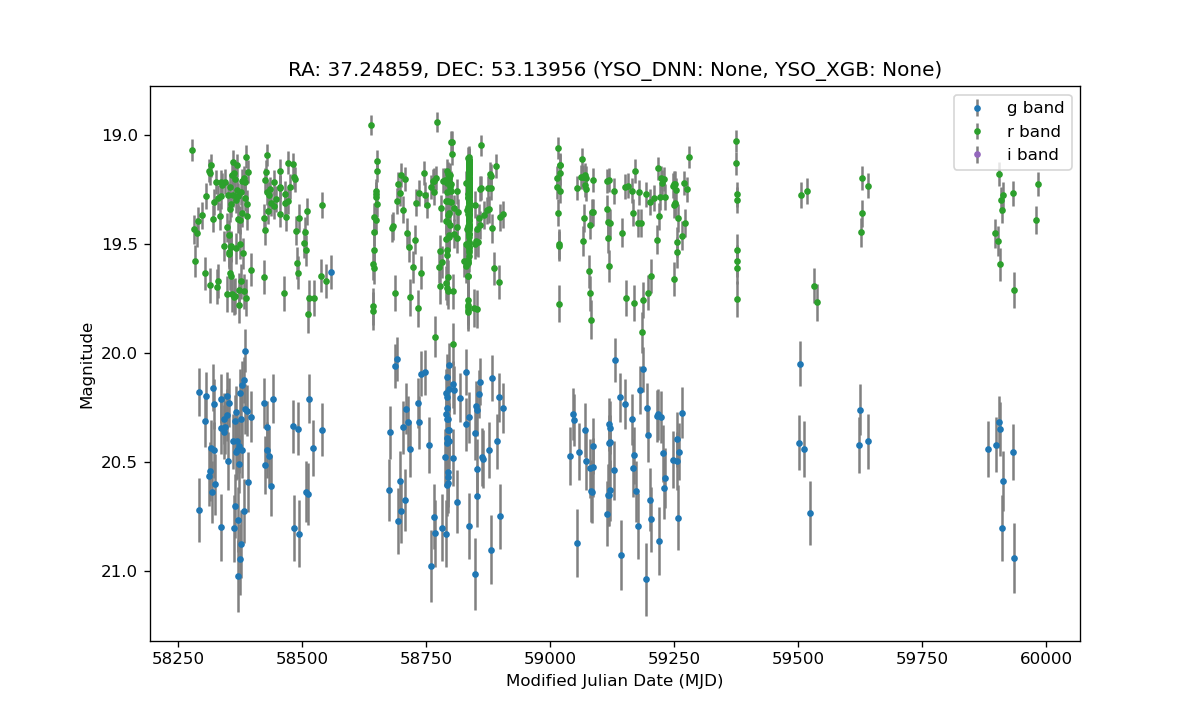 RA: 37.24859, DEC: 53.13956 (YSO_DNN: None, YSO_XGB: None)
g band
r band
i band
19.0
19.5
20.0
20.5
21.0
Magnitude
58250 58500 58750 59000 59250 59500 59750 60000
Modified Julian Date (MJD)